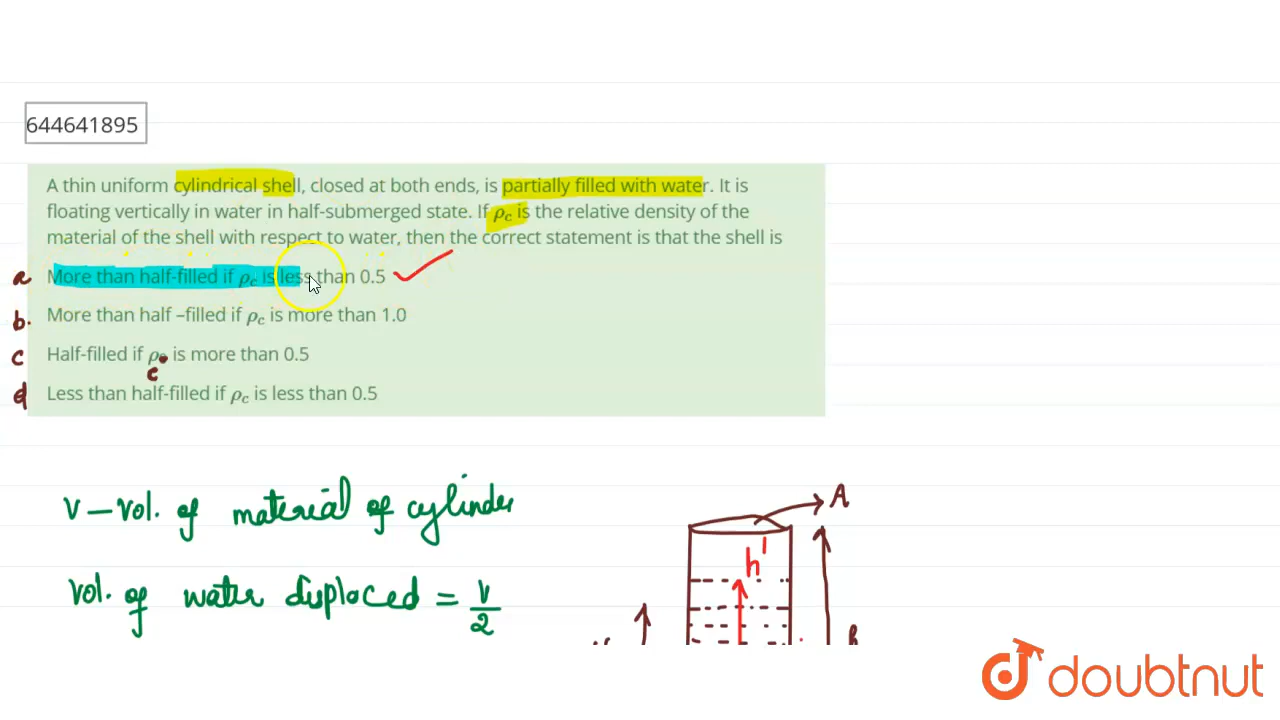 644641895
A thin uniform cylindrical shell, closed at both ends, is partially filled with water. It is
floating vertically in water in half-submerged state. If ρc is the relative density of the
material of the shell with respect to water, then the correct statement is that the shell is
a More than half-filled if ρc is less than 0.5
b. More than half –filled if ρc is more than 1.0
c Half-filled if ρc is more than 0.5
d Less than half-filled if ρc is less than 0.5
V – vol. of material of cylinder
A
h'
vol. of water displaced = V/2
doubtnut